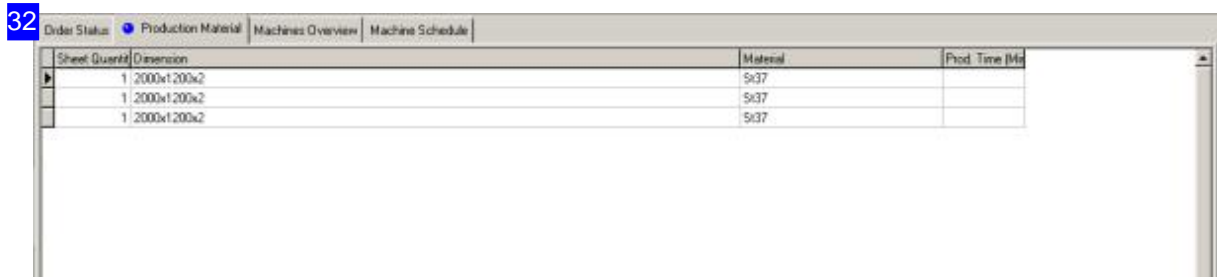 32
Order Status Production Material Machines Overview Machine Schedule
Sheet Quantit Dimension Material Prod. Time (Min
1 2000x1200x2 St37
1 2000x1200x2 St37
1 2000x1200x2 St37